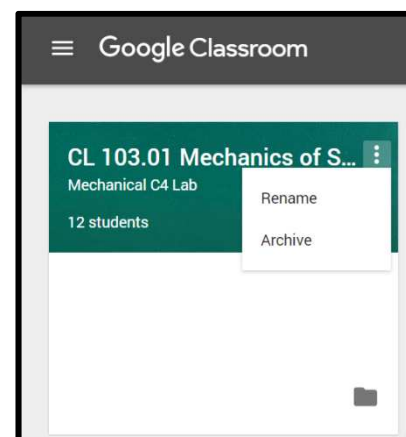 Google Classroom
CL 103.01 Mechanics of S...
Mechanical C4 Lab
12 students
Rename
Archive